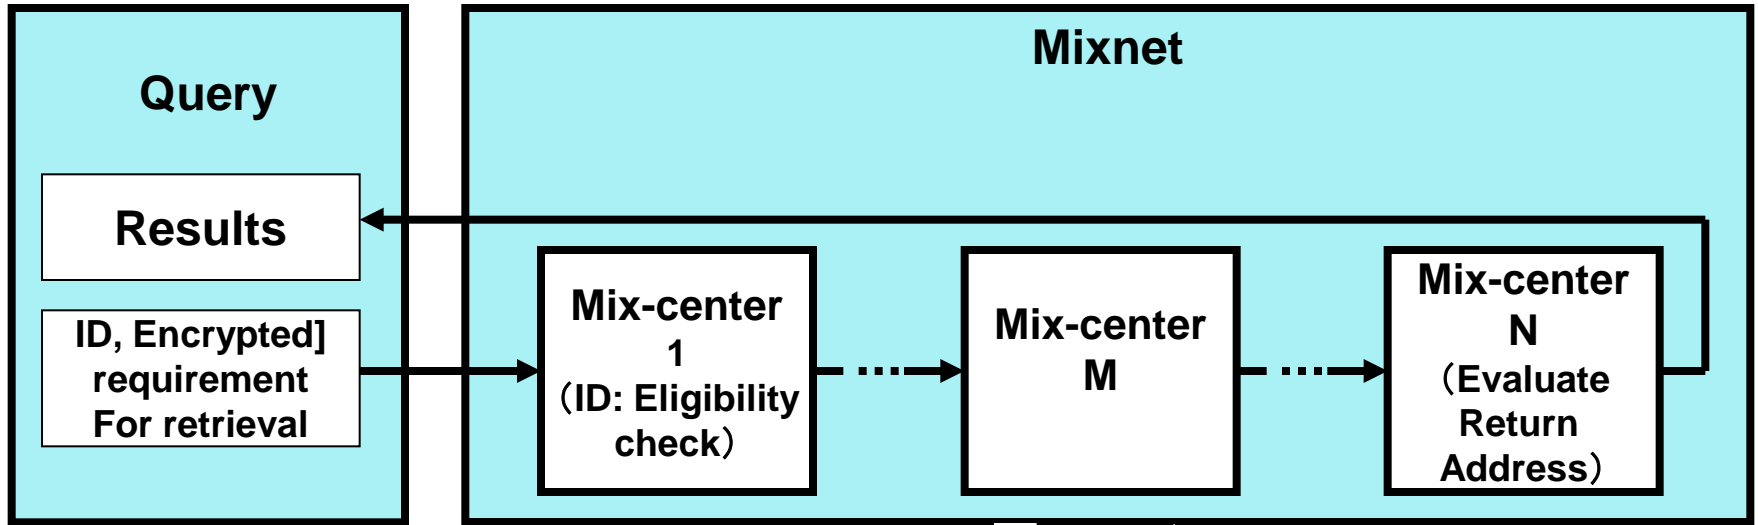 Query
Results
ID, Encrypted]
requirement
For retrieval
Mixnet
Mix-center
1
（ID: Eligibility
check）
Mix-center
M
Mix-center
N
（Evaluate
Return
Address）